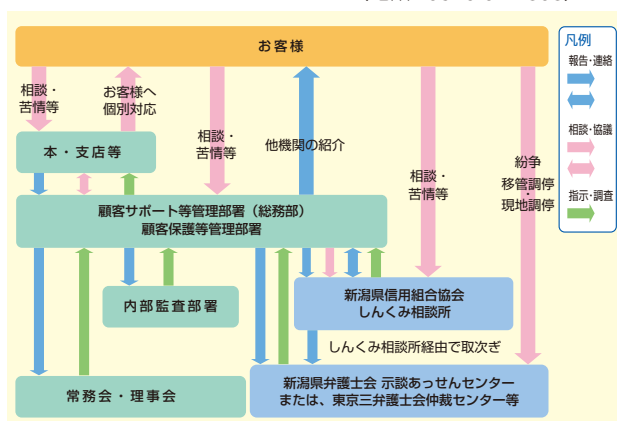 お客様
相談・
苦情等
お客様へ
個別対応
相談・
苦情等
他機関の紹介
相談・
苦情等
紛争
移管調停・
現地調停
本・支店等
顧客サポート等管理部署（総務部）
顧客保護等管理部署
内部監査部署
新潟県信用組合協会
しんくみ相談所
しんくみ相談所経由で取次ぎ
常務会・理事会
新潟県弁護士会 示談あっせんセンター
または、東京三弁護士会仲裁センター等
凡例
報告・連絡
相談・協議
指示・調査